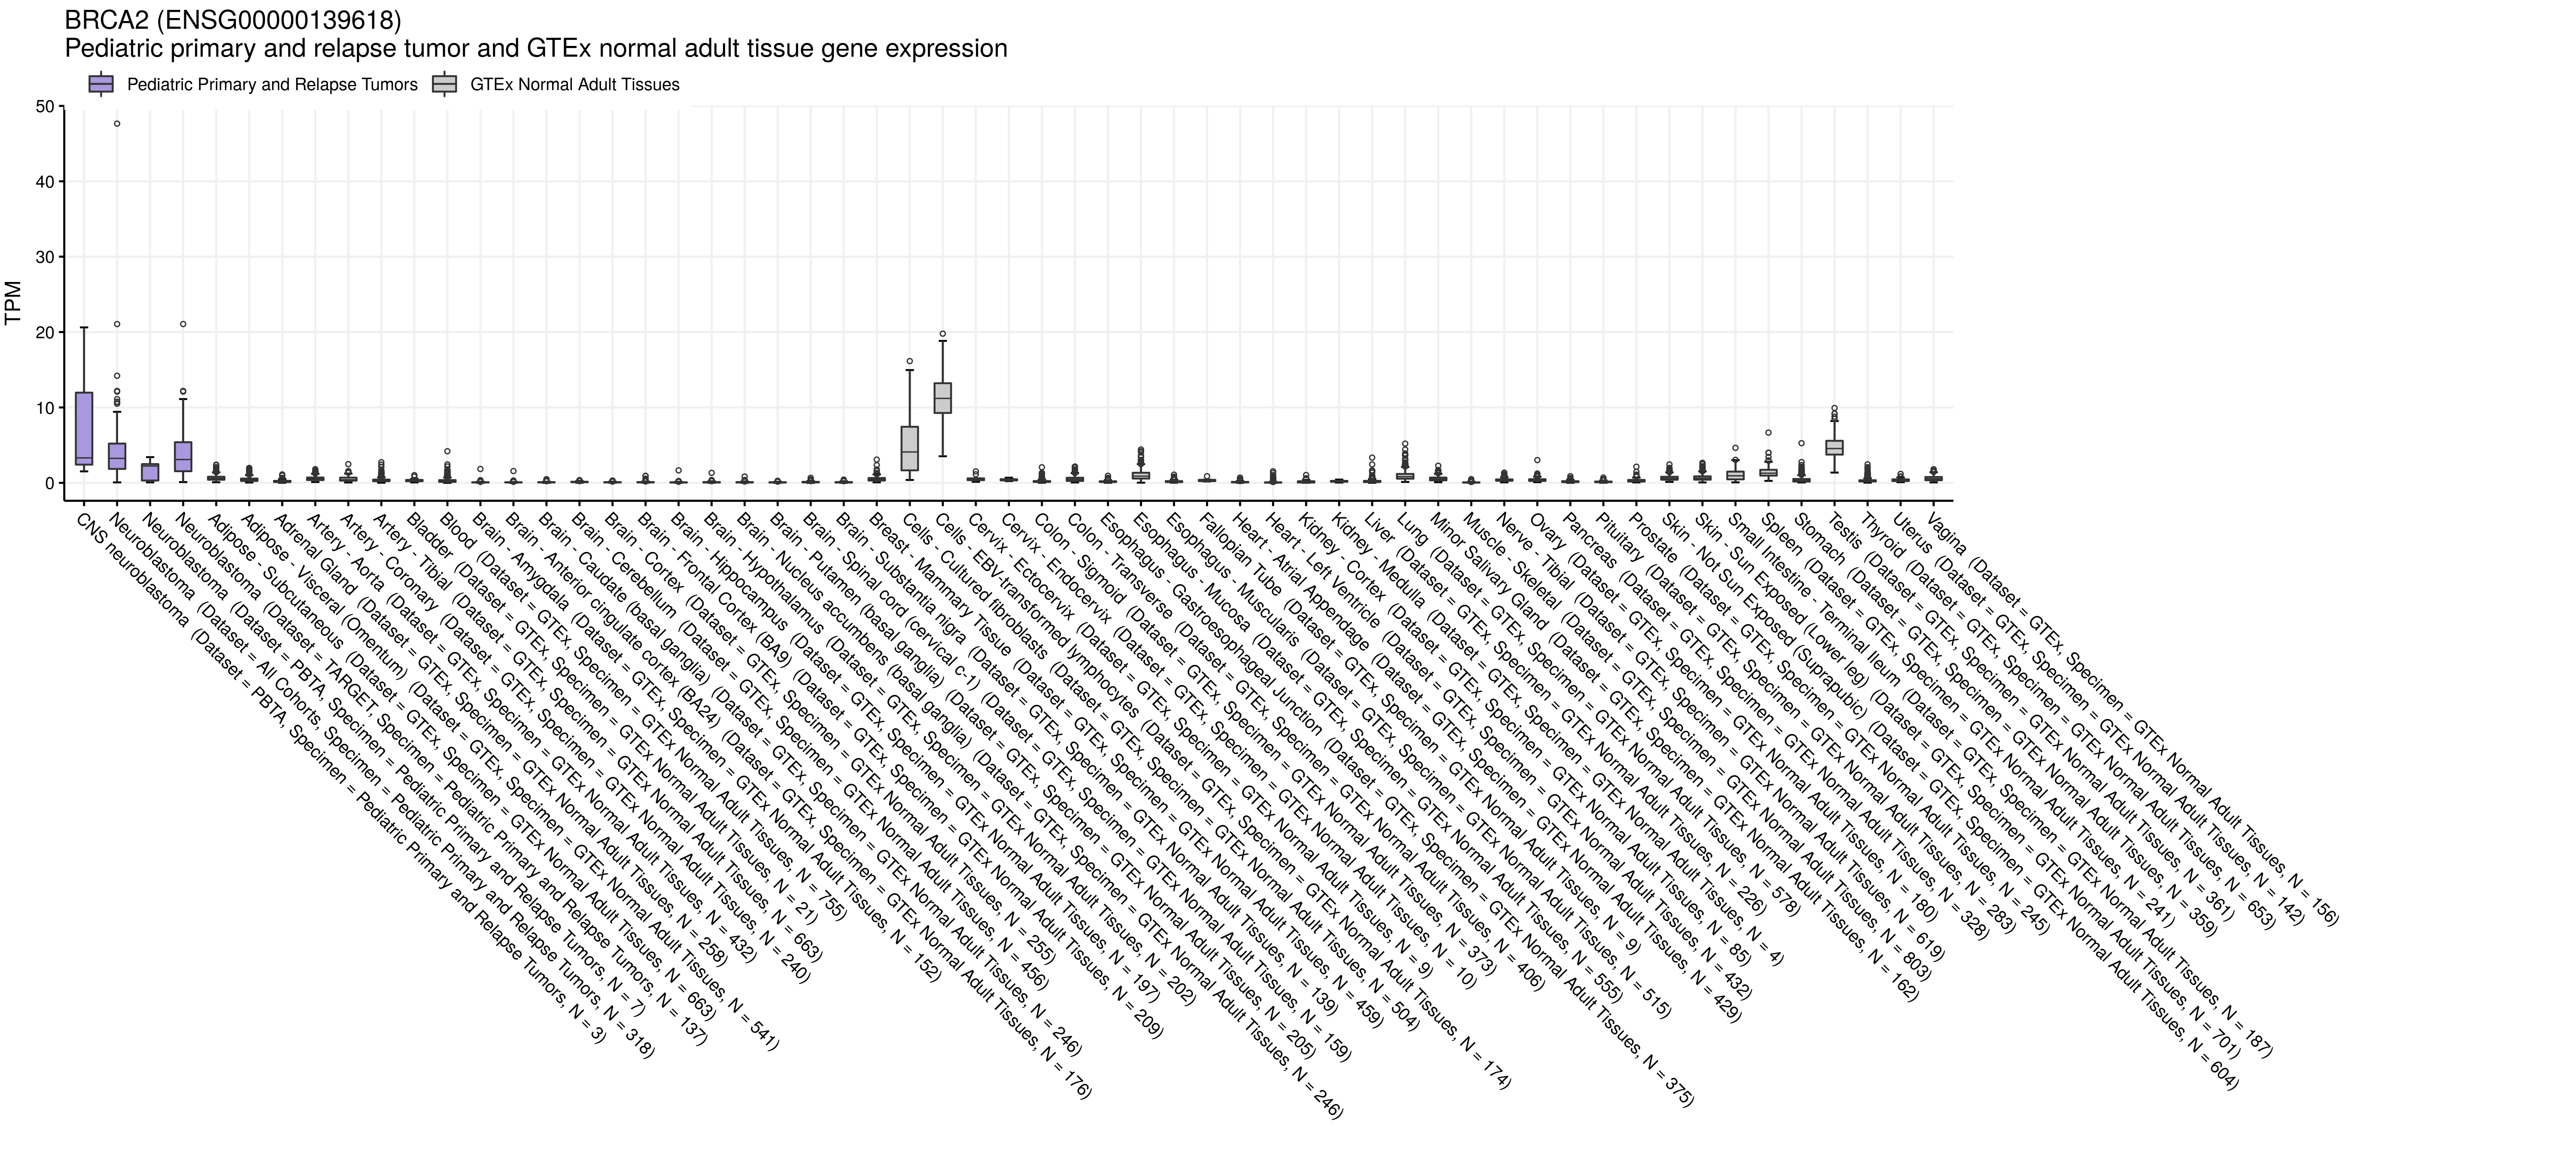 BRCA2 (ENSG00000139618)
Pediatric primary and relapse tumor and GTEx normal adult tissue gene expression
Pediatric Primary and Relapse Tumors
GTEx Normal Adult Tissues
TPM
50
40
30
20
10
0
CNS neuroblastoma (Dataset = PBTA, Specimen = Pediatric Primary and Relapse Tumors, N = 3)
Neuroblastoma (Dataset = All Cohorts, Specimen = Pediatric Primary and Relapse Tumors, N = 318)
Neuroblastoma (Dataset = PBTA, Specimen = Pediatric Primary and Relapse Tumors, N = 7)
Neuroblastoma (Dataset = TARGET, Specimen = Pediatric Primary and Relapse Tumors, N = 137)
Adipose - Subcutaneous (Dataset = GTEx, Specimen = GTEx Normal Adult Tissues, N = 663)
Adipose - Visceral (Omentum) (Dataset = GTEx, Specimen = GTEx Normal Adult Tissues, N = 541)
Adrenal Gland (Dataset = GTEx, Specimen = GTEx Normal Adult Tissues, N = 258)
Artery - Aorta (Dataset = GTEx, Specimen = GTEx Normal Adult Tissues, N = 432)
Artery - Coronary (Dataset = GTEx, Specimen = GTEx Normal Adult Tissues, N = 240)
Artery - Tibial (Dataset = GTEx, Specimen = GTEx Normal Adult Tissues, N = 663)
Bladder (Dataset = GTEx, Specimen = GTEx Normal Adult Tissues, N = 21)
Blood (Dataset = GTEx, Specimen = GTEx Normal Adult Tissues, N = 755)
Brain - Amygdala (Dataset = GTEx, Specimen = GTEx Normal Adult Tissues, N = 152)
Brain - Anterior cingulate cortex (BA24) (Dataset = GTEx, Specimen = GTEx Normal Adult Tissues, N = 176)
Brain - Caudate (basal ganglia) (Dataset = GTEx, Specimen = GTEx Normal Adult Tissues, N = 246)
Brain - Cerebellum (Dataset = GTEx, Specimen = GTEx Normal Adult Tissues, N = 456)
Brain - Cortex (Dataset = GTEx, Specimen = GTEx Normal Adult Tissues, N = 255)
Brain - Frontal Cortex (BA9) (Dataset = GTEx, Specimen = GTEx Normal Adult Tissues, N = 209)
Brain - Hippocampus (Dataset = GTEx, Specimen = GTEx Normal Adult Tissues, N = 197)
Brain - Hypothalamus (Dataset = GTEx, Specimen = GTEx Normal Adult Tissues, N = 202)
Brain - Nucleus accumbens (basal ganglia) (Dataset = GTEx, Specimen = GTEx Normal Adult Tissues, N = 246)
Brain - Putamen (basal ganglia) (Dataset = GTEx, Specimen = GTEx Normal Adult Tissues, N = 205)
Brain - Spinal cord (cervical c-1) (Dataset = GTEx, Specimen = GTEx Normal Adult Tissues, N = 159)
Brain - Substantia nigra (Dataset = GTEx, Specimen = GTEx Normal Adult Tissues, N = 139)
Breast - Mammary Tissue (Dataset = GTEx, Specimen = GTEx Normal Adult Tissues, N = 459)
Cells - Cultured fibroblasts (Dataset = GTEx, Specimen = GTEx Normal Adult Tissues, N = 504)
Cells - EBV-transformed lymphocytes (Dataset = GTEx, Specimen = GTEx Normal Adult Tissues, N = 174)
Cervix - Ectocervix (Dataset = GTEx, Specimen = GTEx Normal Adult Tissues, N = 9)
Cervix - Endocervix (Dataset = GTEx, Specimen = GTEx Normal Adult Tissues, N = 10)
Colon - Sigmoid (Dataset = GTEx, Specimen = GTEx Normal Adult Tissues, N = 373)
Colon - Transverse (Dataset = GTEx, Specimen = GTEx Normal Adult Tissues, N = 406)
Esophagus - Gastroesophageal Junction (Dataset = GTEx, Specimen = GTEx Normal Adult Tissues, N = 375)
Esophagus - Mucosa (Dataset = GTEx, Specimen = GTEx Normal Adult Tissues, N = 555)
Esophagus - Muscularis (Dataset = GTEx, Specimen = GTEx Normal Adult Tissues, N = 515)
Fallopian Tube (Dataset = GTEx, Specimen = GTEx Normal Adult Tissues, N = 9)
Heart - Atrial Appendage (Dataset = GTEx, Specimen = GTEx Normal Adult Tissues, N = 429)
Heart - Left Ventricle (Dataset = GTEx, Specimen = GTEx Normal Adult Tissues, N = 432)
Kidney - Cortex (Dataset = GTEx, Specimen = GTEx Normal Adult Tissues, N = 85)
Kidney - Medulla (Dataset = GTEx, Specimen = GTEx Normal Adult Tissues, N = 4)
Liver (Dataset = GTEx, Specimen = GTEx Normal Adult Tissues, N = 226)
Lung (Dataset = GTEx, Specimen = GTEx Normal Adult Tissues, N = 578)
Minor Salivary Gland (Dataset = GTEx, Specimen = GTEx Normal Adult Tissues, N = 162)
Muscle - Skeletal (Dataset = GTEx, Specimen = GTEx Normal Adult Tissues, N = 803)
Nerve - Tibial (Dataset = GTEx, Specimen = GTEx Normal Adult Tissues, N = 619)
Ovary (Dataset = GTEx, Specimen = GTEx Normal Adult Tissues, N = 180)
Pancreas (Dataset = GTEx, Specimen = GTEx Normal Adult Tissues, N = 328)
Pituitary (Dataset = GTEx, Specimen = GTEx Normal Adult Tissues, N = 283)
Prostate (Dataset = GTEx, Specimen = GTEx Normal Adult Tissues, N = 245)
Skin - Not Sun Exposed (Suprapubic) (Dataset = GTEx, Specimen = GTEx Normal Adult Tissues, N = 604)
Skin - Sun Exposed (Lower leg) (Dataset = GTEx, Specimen = GTEx Normal Adult Tissues, N = 701)
Small Intestine - Terminal Ileum (Dataset = GTEx, Specimen = GTEx Normal Adult Tissues, N = 187)
Spleen (Dataset = GTEx, Specimen = GTEx Normal Adult Tissues, N = 241)
Stomach (Dataset = GTEx, Specimen = GTEx Normal Adult Tissues, N = 359)
Testis (Dataset = GTEx, Specimen = GTEx Normal Adult Tissues, N = 361)
Thyroid (Dataset = GTEx, Specimen = GTEx Normal Adult Tissues, N = 653)
Uterus (Dataset = GTEx, Specimen = GTEx Normal Adult Tissues, N = 142)
Vagina (Dataset = GTEx, Specimen = GTEx Normal Adult Tissues, N = 156)